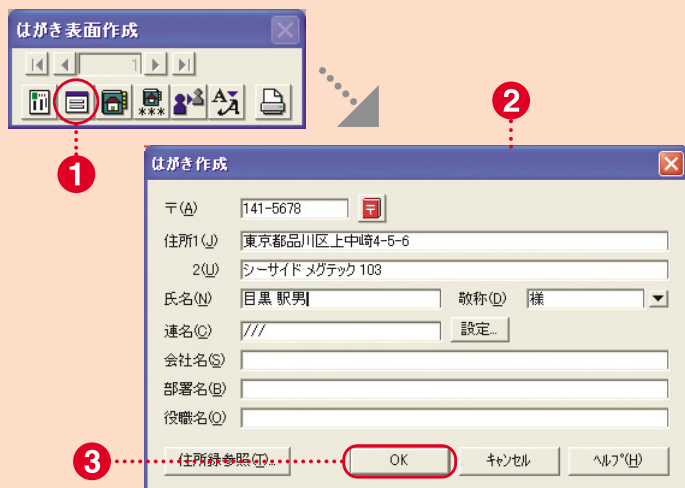 はがき表面作成
1
***
A A
1
2
はがき作成
〒(A) 141-5678 〒
住所1(J) 東京都品川区上中崎4-5-6
2(U) シーサイド メグテック 103
氏名(N) 目黒 駅男 敬称(D) 様
連名(C) /// 設定...
会社名(S)
部署名(B)
役職名(O)
3
住所録参照(T)... OK キャンセル ヘルプ(H)